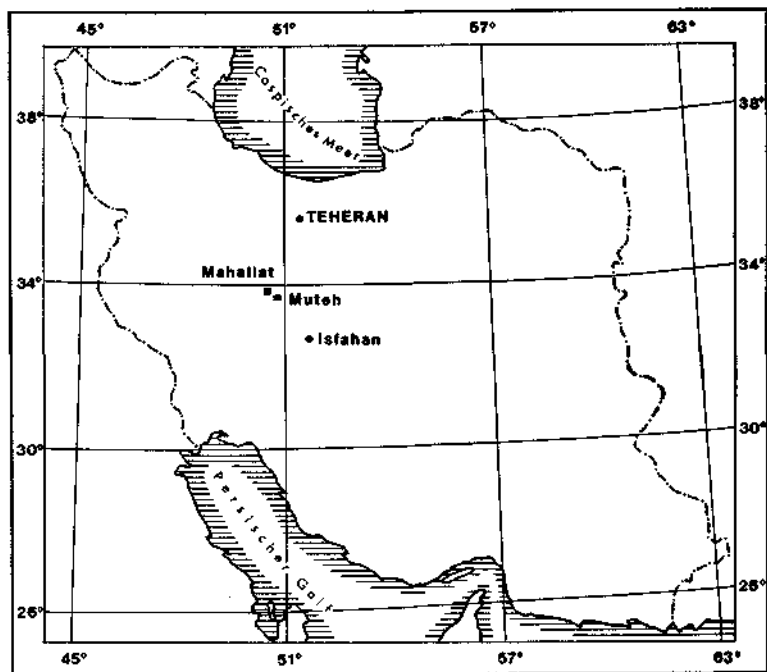 45° 51° 57° 63°
Caspisches Meer
38° 38°
TEHERAN
Mahallat
34° 34°
Muteh
Isfahan
30° 30°
Persischer Golf
26° 26°
45° 51° 57° 63°